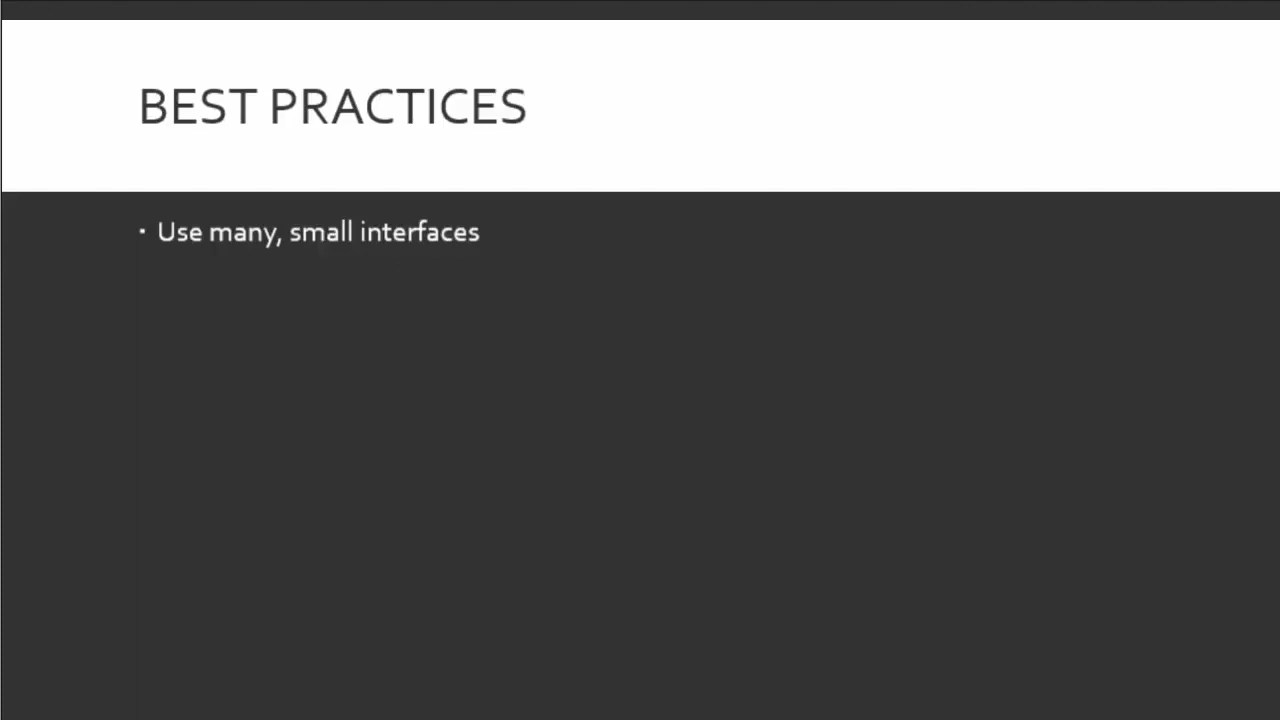 BEST PRACTICES
▪ Use many, small interfaces